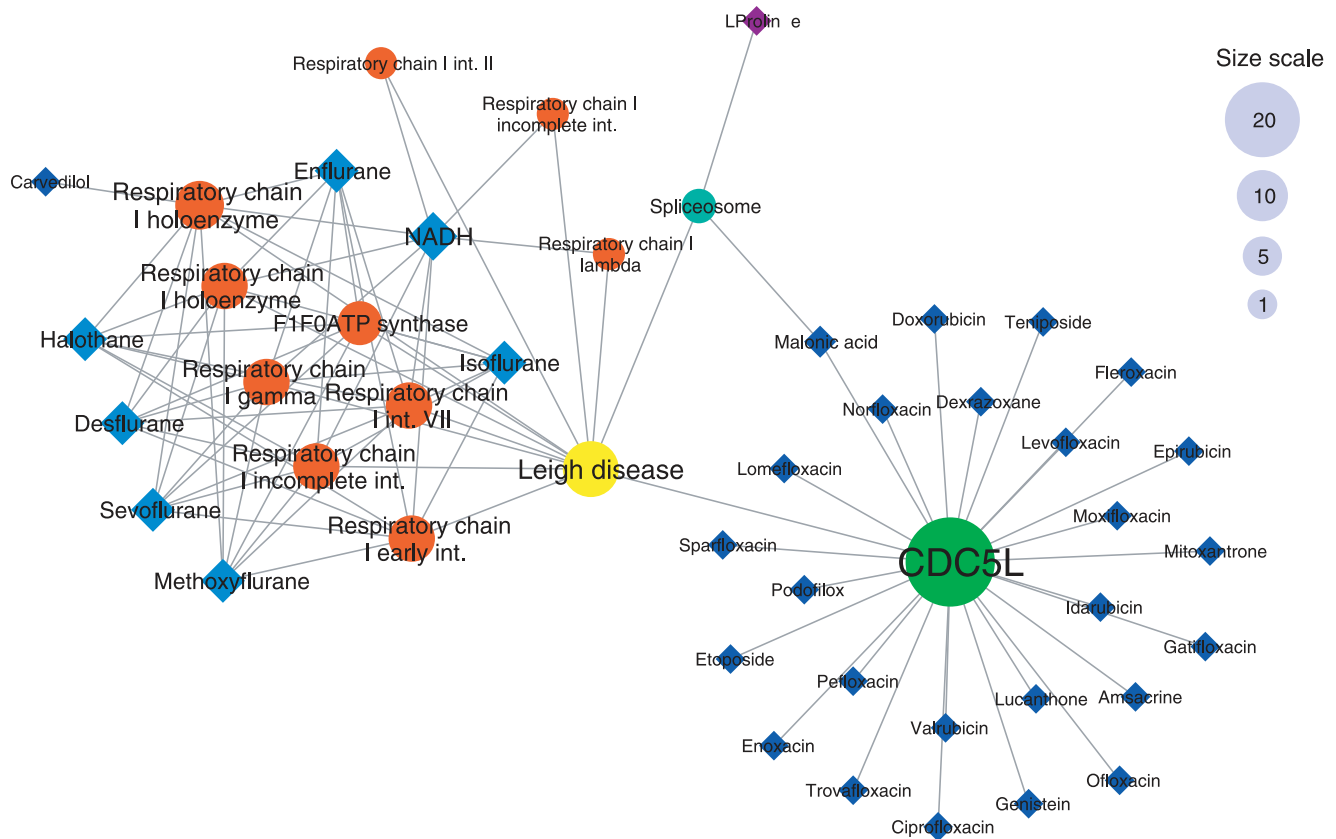 LProlin e
Size scale
20
10
5
1
Respiratory chain I int. II
Respiratory chain I
incomplete int.
Enflurane
Carvedilol
Respiratory chain
I holoenzyme
Spliceosome
NADH
Respiratory chain I
lambda
Respiratory chain
I holoenzyme
F1F0ATP synthase
Halothane
Isoflurane
Respiratory chain
I gamma
Respiratory chain
I int. VII
Desflurane
Respiratory chain
I incomplete int.
Leigh disease
Sevoflurane
Respiratory chain
I early int.
Methoxyflurane
Malonic acid
Doxorubicin
Teniposide
Fleroxacin
Norfloxacin
Dexrazoxane
Levofloxacin
Epirubicin
Lomefloxacin
Moxifloxacin
Sparfloxacin
Mitoxantrone
CDC5L
Podofilox
Idarubicin
Gatifloxacin
Etoposide
Pefloxacin
Lucanthone
Amsacrine
Valrubicin
Enoxacin
Trovafloxacin
Ofloxacin
Genistein
Ciprofloxacin